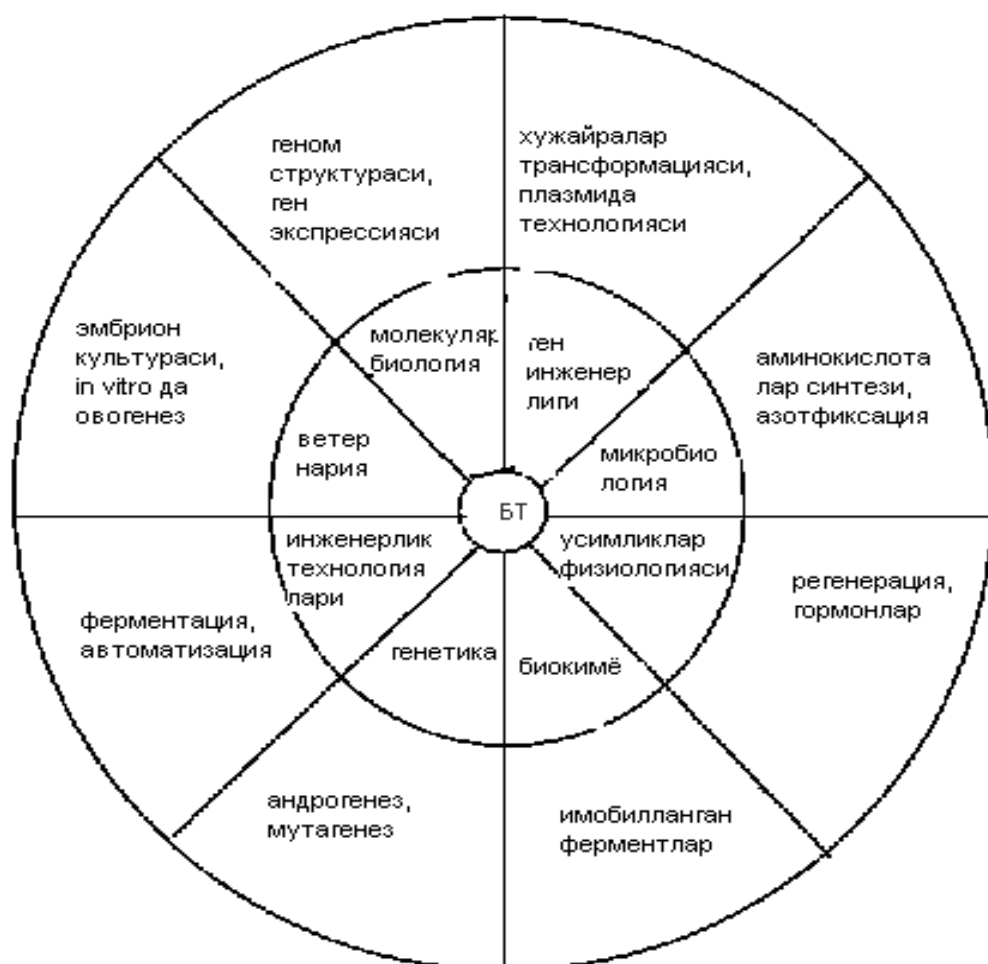 геном
структураси,
ген
экспрессияси
хужайралар
трансформацияси,
плазмида
технологияси
эмбрион
культураси,
in vitro да
овогенез
молекуляр
биология
ген
инженер
лиги
аминокислота
лар синтези,
азотфиксация
ветер
нария
микробио
логия
БТ
инженерлик
технология
лари
усимликлар
физиологияси
регенерация,
гормонлар
ферментация,
автоматизация
генетика
биокимё
андрогенез,
мутагенез
имобилланган
ферментлар